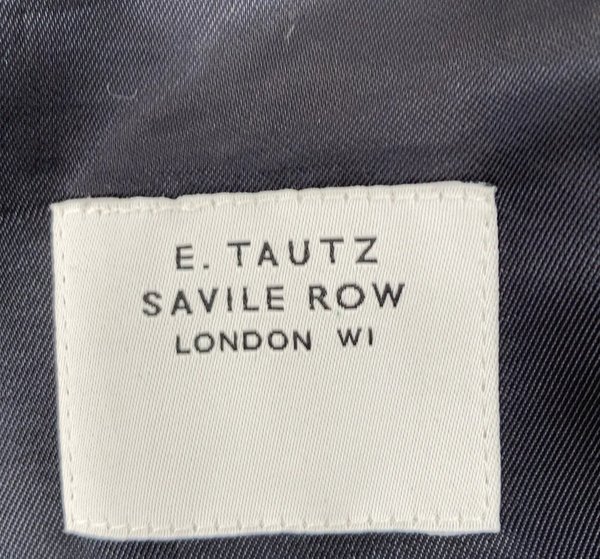 E. TAUTZ
SAVILE ROW
LONDON W1